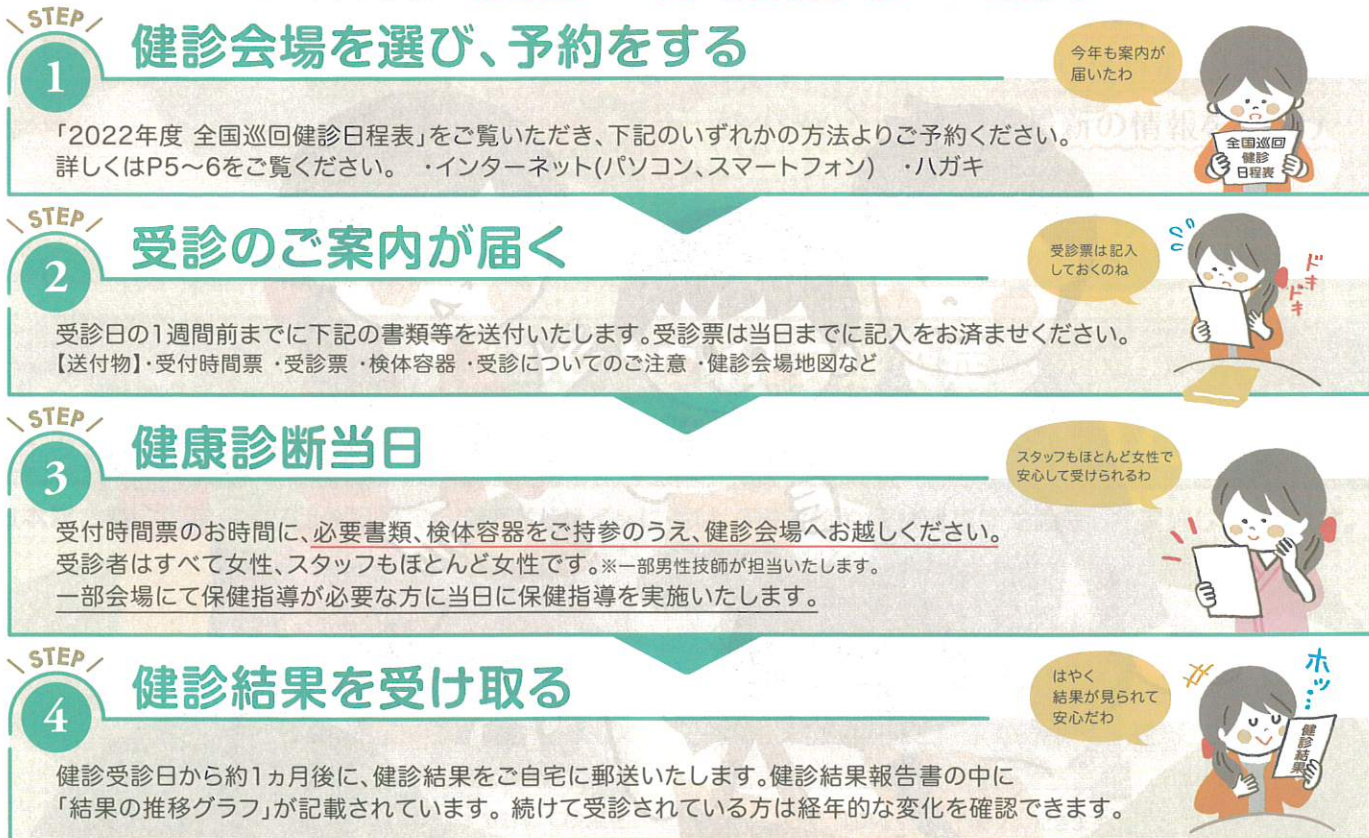 STEP
1
健診会場を選び、予約をする
今年も案内が
届いたわ
全国巡回
健診
日程表
「2022年度 全国巡回健診日程表」をご覧いただき、下記のいずれかの方法よりご予約ください。
詳しくはP5〜6をご覧ください。 ・インターネット(パソコン、スマートフォン) ・ハガキ
STEP
2
受診のご案内が届く
受診票は記入
しておくのね
ドキ
ドキ
受診日の1週間前までに下記の書類等を送付いたします。受診票は当日までに記入をお済ませください。
【送付物】・受付時間票 ・受診票 ・検体容器 ・受診についてのご注意 ・健診会場地図など
STEP
3
健康診断当日
スタッフもほとんど女性で
安心して受けられるわ
受付時間票のお時間に、必要書類、検体容器をご持参のうえ、健診会場へお越しください。
受診者はすべて女性、スタッフもほとんど女性です。※一部男性技師が担当いたします。
一部会場にて保健指導が必要な方に当日に保健指導を実施いたします。
STEP
4
健診結果を受け取る
はやく
結果が見られて
安心だわ
ホッ…
健診結果
健診受診日から約1ヵ月後に、健診結果をご自宅に郵送いたします。健診結果報告書の中に
「結果の推移グラフ」が記載されています。続けて受診されている方は経年的な変化を確認できます。